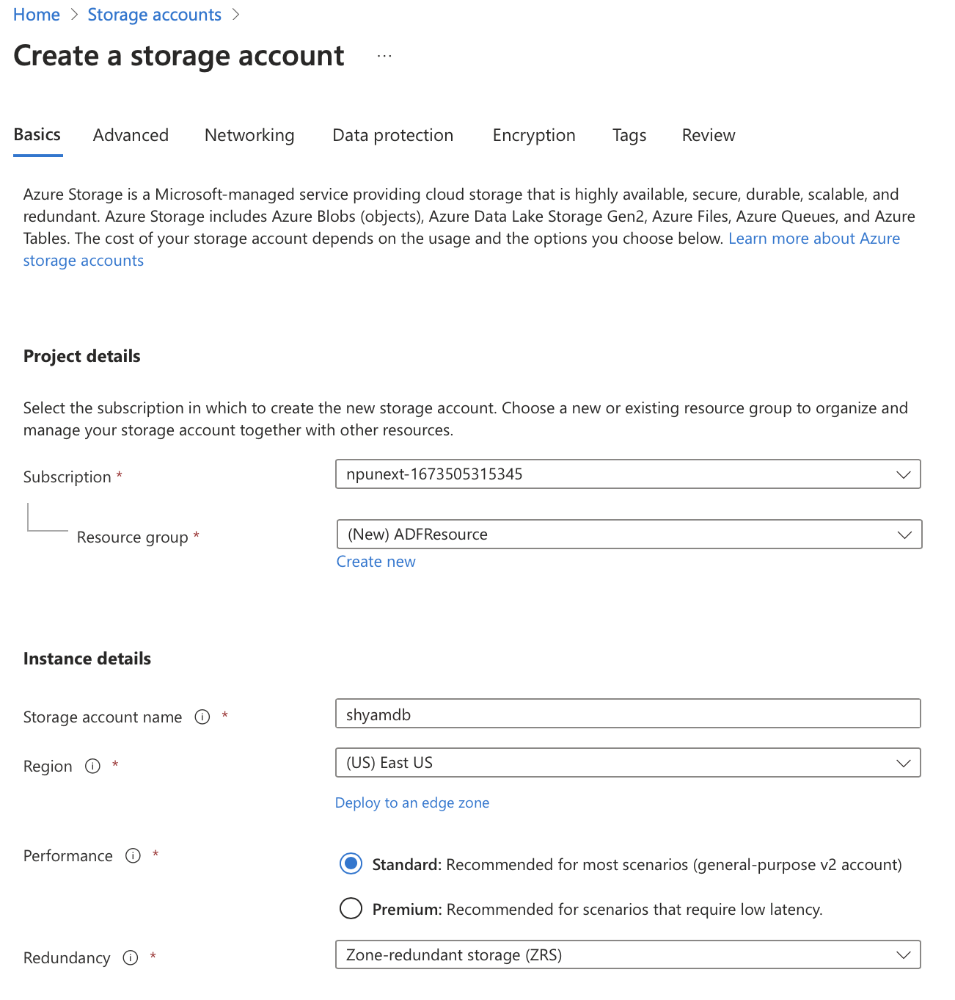 Home > Storage accounts >
Create a storage account ...
Basics Advanced Networking Data protection Encryption Tags Review
Azure Storage is a Microsoft-managed service providing cloud storage that is highly available, secure, durable, scalable, and
redundant. Azure Storage includes Azure Blobs (objects), Azure Data Lake Storage Gen2, Azure Files, Azure Queues, and Azure
Tables. The cost of your storage account depends on the usage and the options you choose below. Learn more about Azure
storage accounts
Project details
Select the subscription in which to create the new storage account. Choose a new or existing resource group to organize and
manage your storage account together with other resources.
Subscription * npunext-1673505315345
Resource group * (New) ADFResource
Create new
Instance details
Storage account name * shyamdb
Region * (US) East US
Deploy to an edge zone
Performance * Standard: Recommended for most scenarios (general-purpose v2 account)
Premium: Recommended for scenarios that require low latency.
Redundancy * Zone-redundant storage (ZRS)